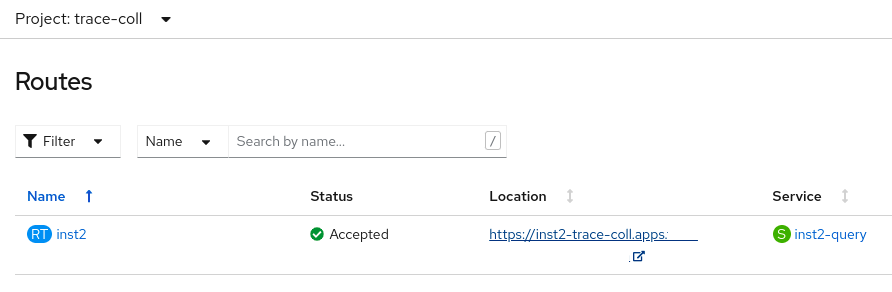 Project: trace-coll
Routes
Filter Name Search by name... /
Name Status Location Service
RT inst2 Accepted https://inst2-trace-coll.apps. S inst2-query